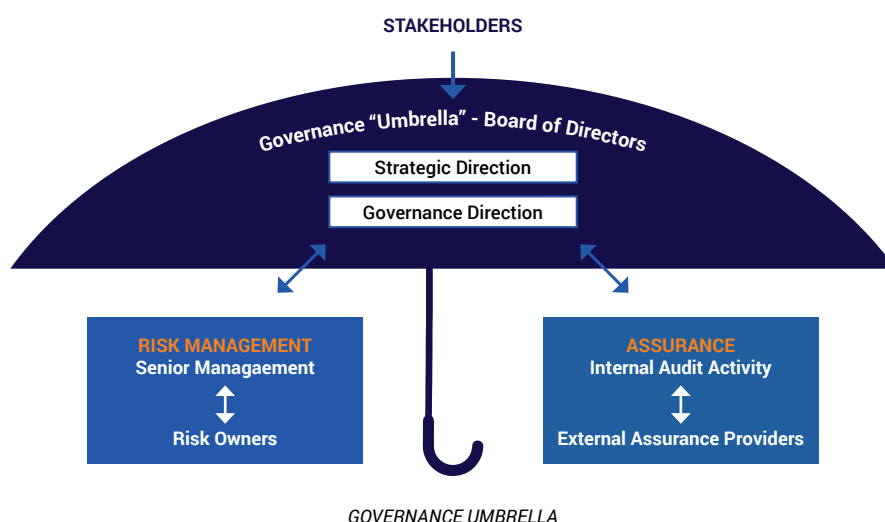 STAKEHOLDERS
Governance “Umbrella” - Board of Directors
Strategic Direction
Governance Direction
RISK MANAGEMENT
Senior Managaement
Risk Owners
ASSURANCE
Internal Audit Activity
External Assurance Providers
GOVERNANCE UMBRELLA